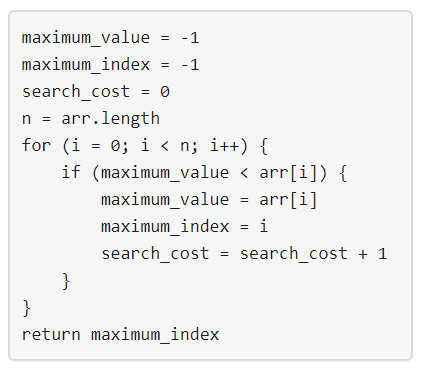 maximum_value = -1
maximum_index = -1
search_cost = 0
n = arr.length
for (i = 0; i < n; i++) {
    if (maximum_value < arr[i]) {
        maximum_value = arr[i]
        maximum_index = i
        search_cost = search_cost + 1
    }
}
return maximum_index